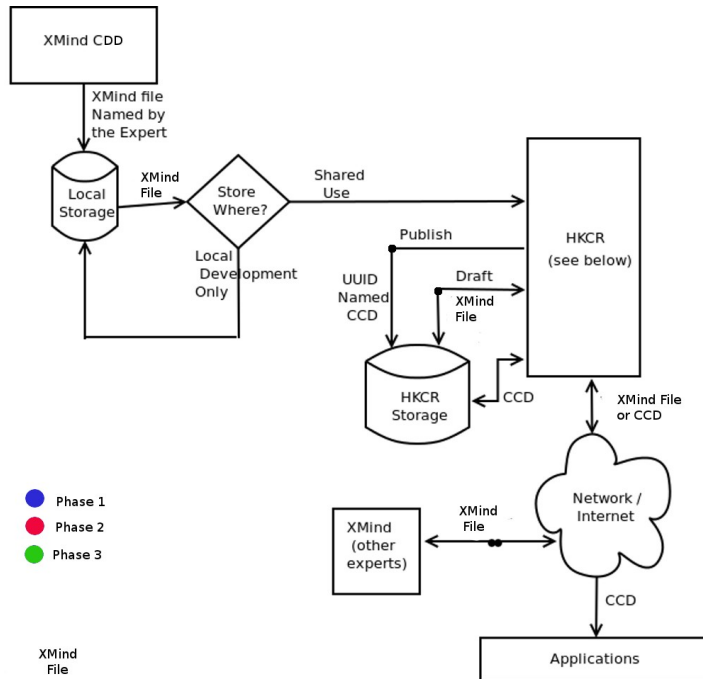 XMind CDD
XMind file
Named by
the Expert
Local
Storage
XMind
File
Store
Where?
Shared
Use
Local
Development
Only
HKCR
(see below)
Publish
UUID
Named
CCD
Draft
XMind
File
HKCR
Storage
CCD
XMind File
or CCD
Network /
Internet
XMind
File
XMind
(other
experts)
CCD
Applications
Phase 1
Phase 2
Phase 3
XMind
File